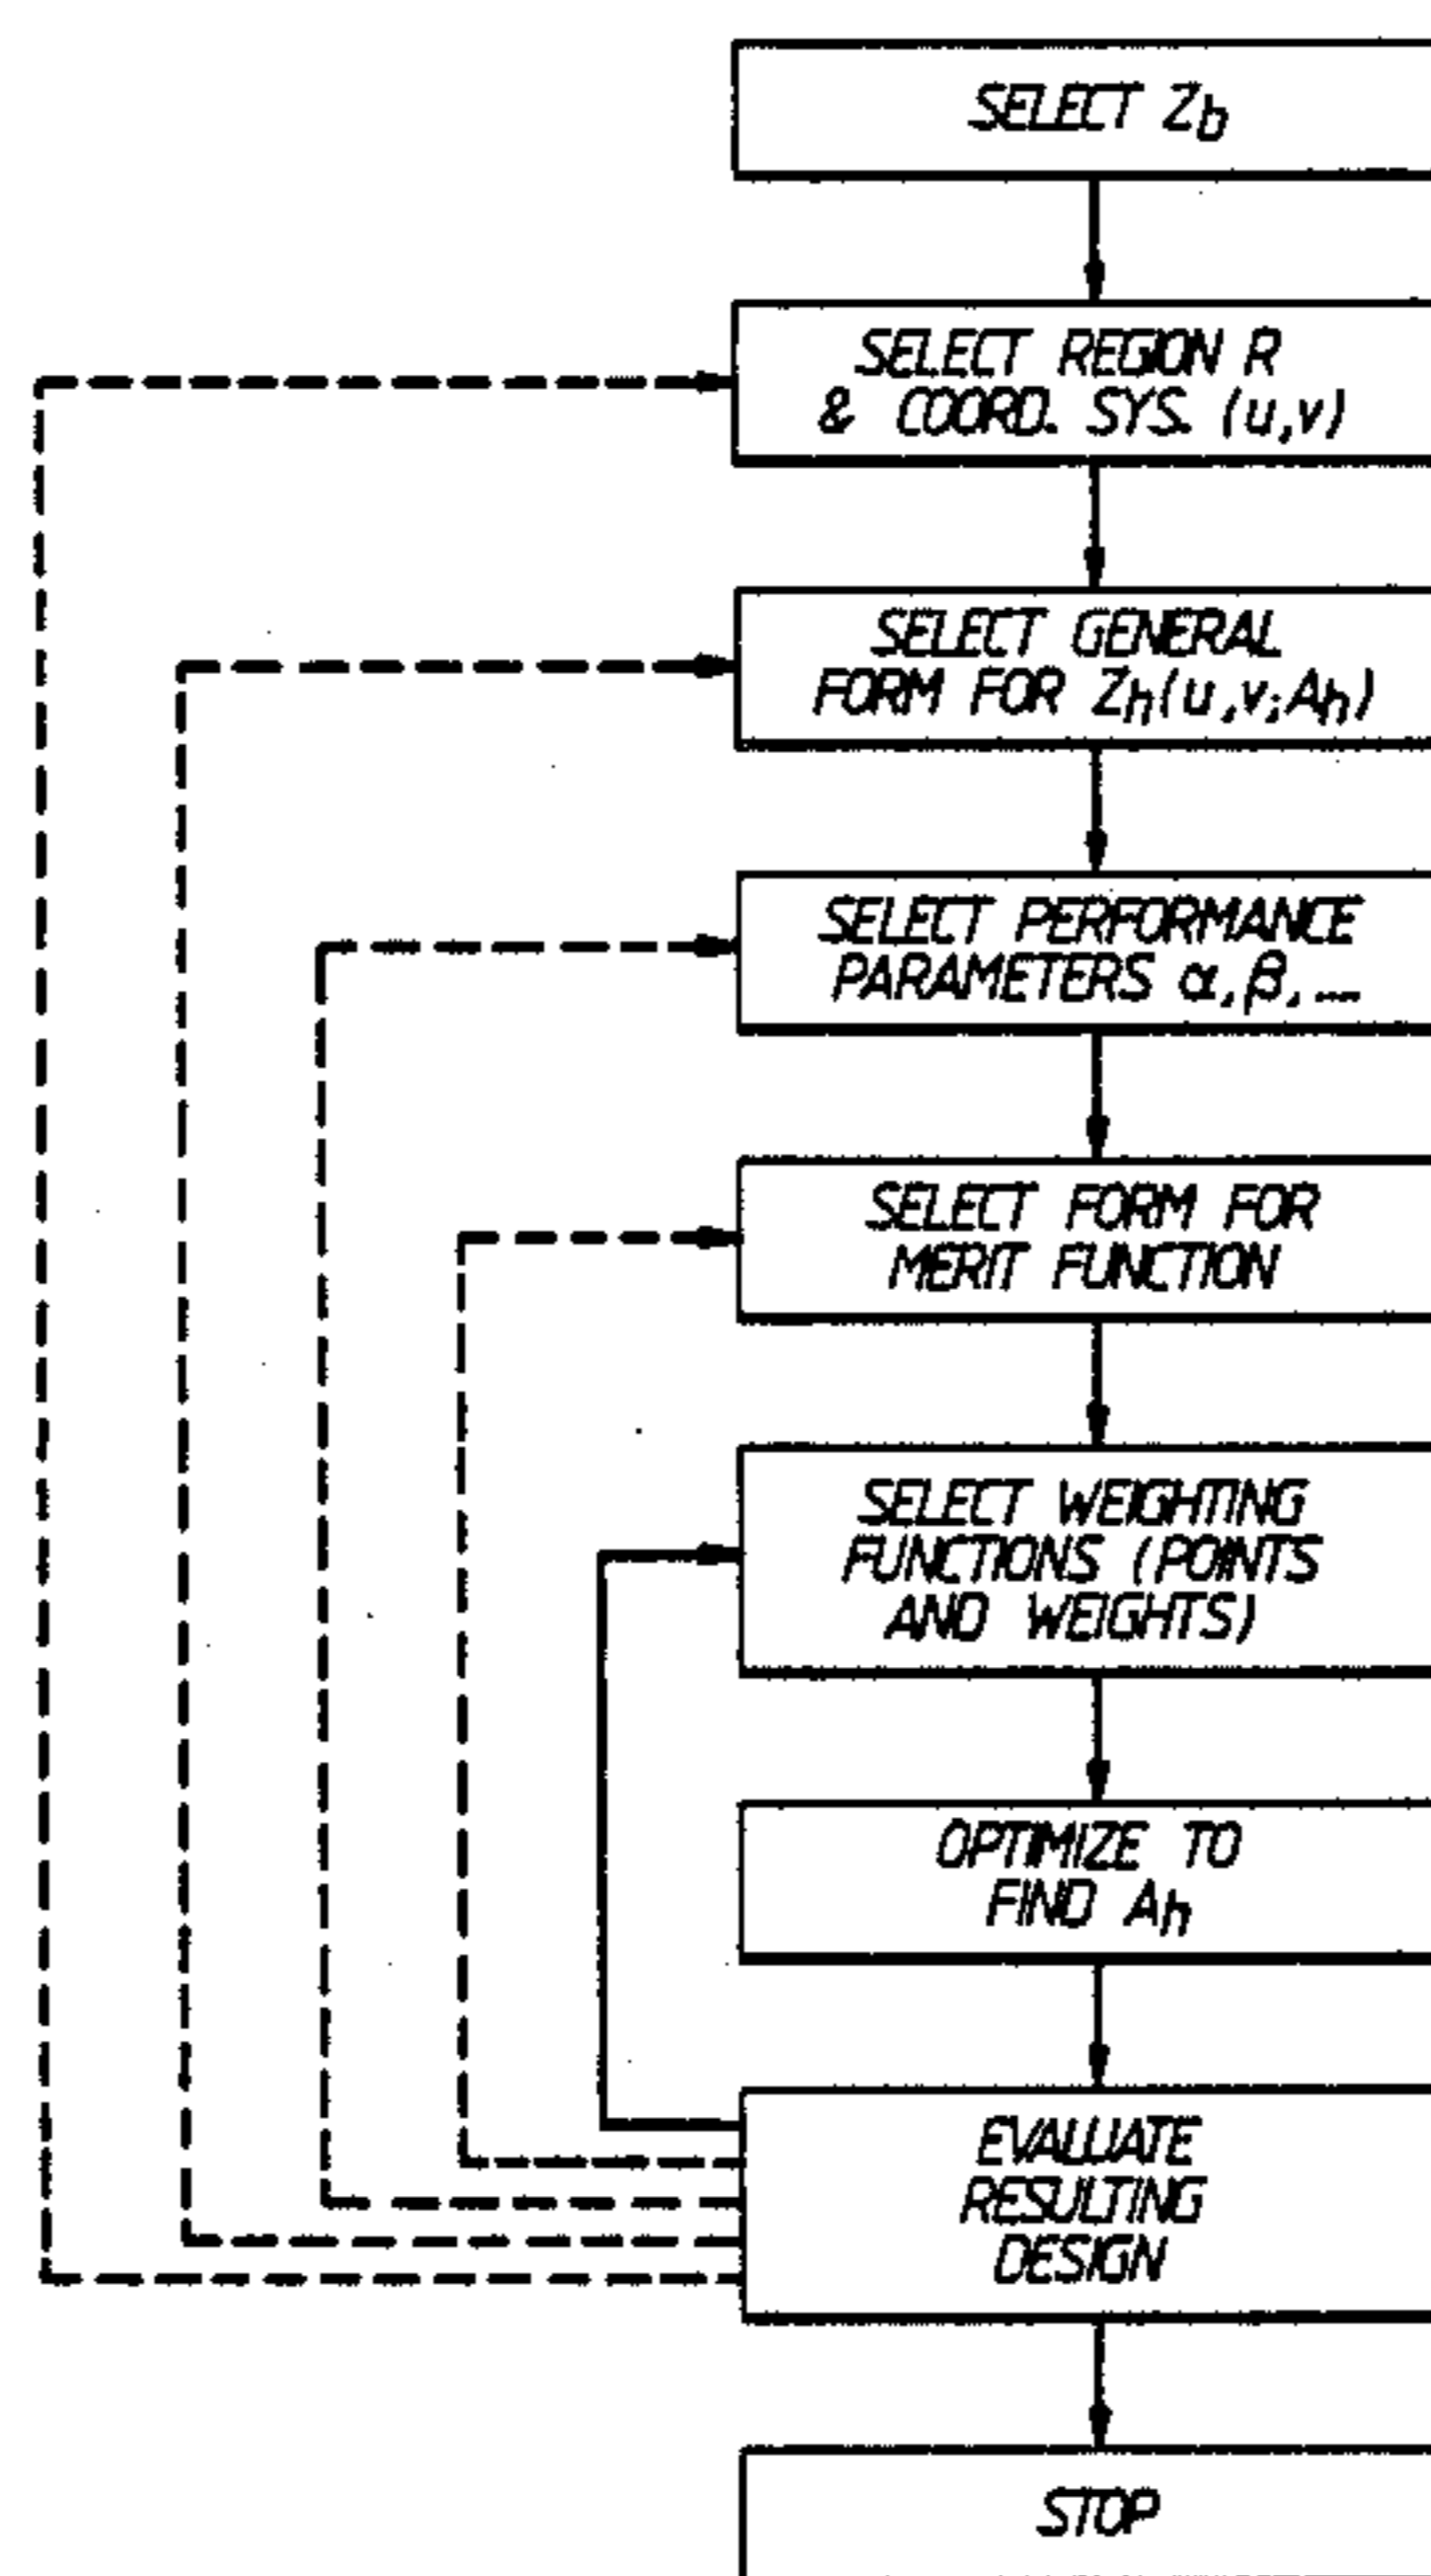 SELECT Zb
SELECT REGION R
& COORD. SYS. (u,v)
SELECT GENERAL
FORM FOR Zh(u,v;Ah)
SELECT PERFORMANCE
PARAMETERS α,β,...
SELECT FORM FOR
MERIT FUNCTION
SELECT WEIGHTING
FUNCTIONS (POINTS
AND WEIGHTS)
OPTIMIZE TO
FIND Ah
EVALUATE
RESULTING
DESIGN
STOP